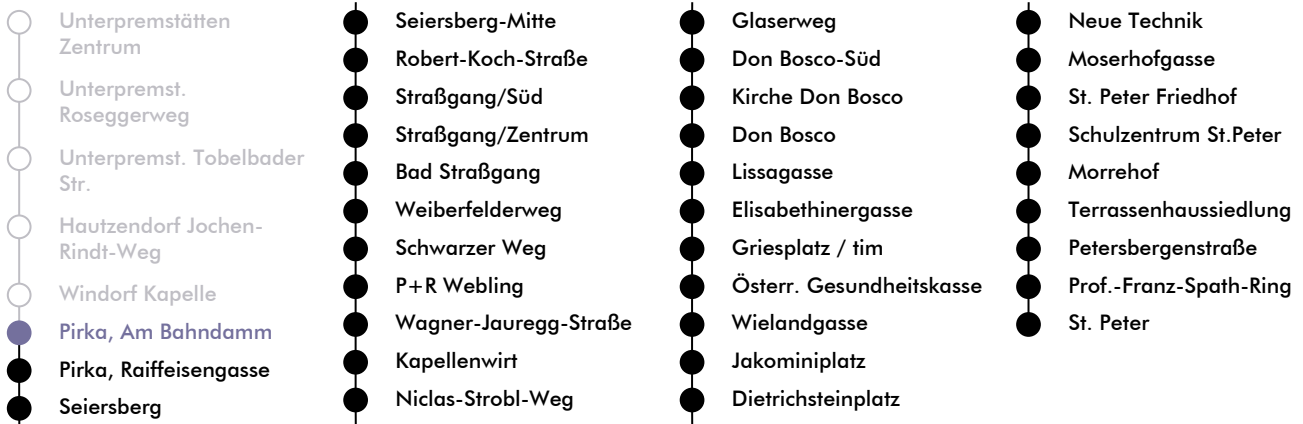 Unterpremstätten
Zentrum
Unterpremst.
Roseggerweg
Unterpremst. Tobelbader
Str.
Hautzendorf Jochen-
Rindt-Weg
Windorf Kapelle
Pirka, Am Bahndamm
Pirka, Raiffeisengasse
Seiersberg
Seiersberg-Mitte
Robert-Koch-Straße
Straßgang/Süd
Straßgang/Zentrum
Bad Straßgang
Weiberfelderweg
Schwarzer Weg
P+R Webling
Wagner-Jauregg-Straße
Kapellenwirt
Niclas-Strobl-Weg
Glaserweg
Don Bosco-Süd
Kirche Don Bosco
Don Bosco
Lissagasse
Elisabethinergasse
Griesplatz / tim
Österr. Gesundheitskasse
Wielandgasse
Jakominiplatz
Dietrichsteinplatz
Neue Technik
Moserhofgasse
St. Peter Friedhof
Schulzentrum St.Peter
Morrehof
Terrassenhaussiedlung
Petersbergenstraße
Prof.-Franz-Spath-Ring
St. Peter